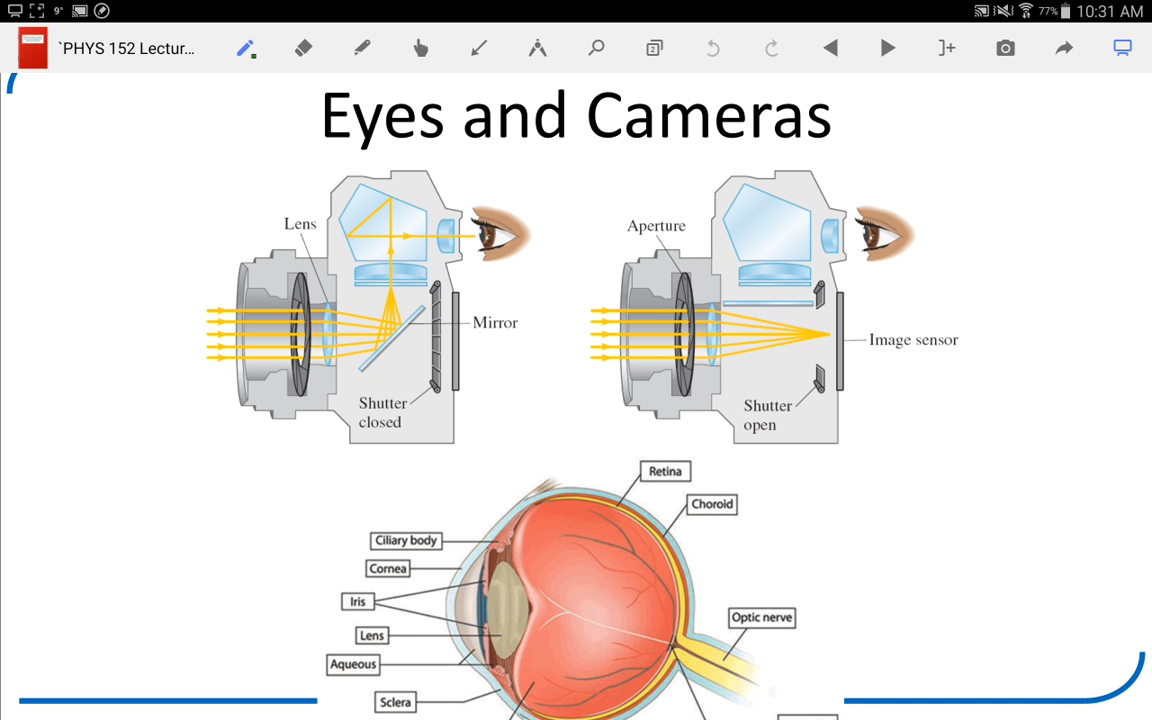 9°
77%
10:31 AM
`PHYS 152 Lectur...
2
Eyes and Cameras
Lens
Mirror
Shutter
closed
Aperture
Image sensor
Shutter
open
Retina
Choroid
Ciliary body
Cornea
Iris
Lens
Aqueous
Sclera
Optic nerve